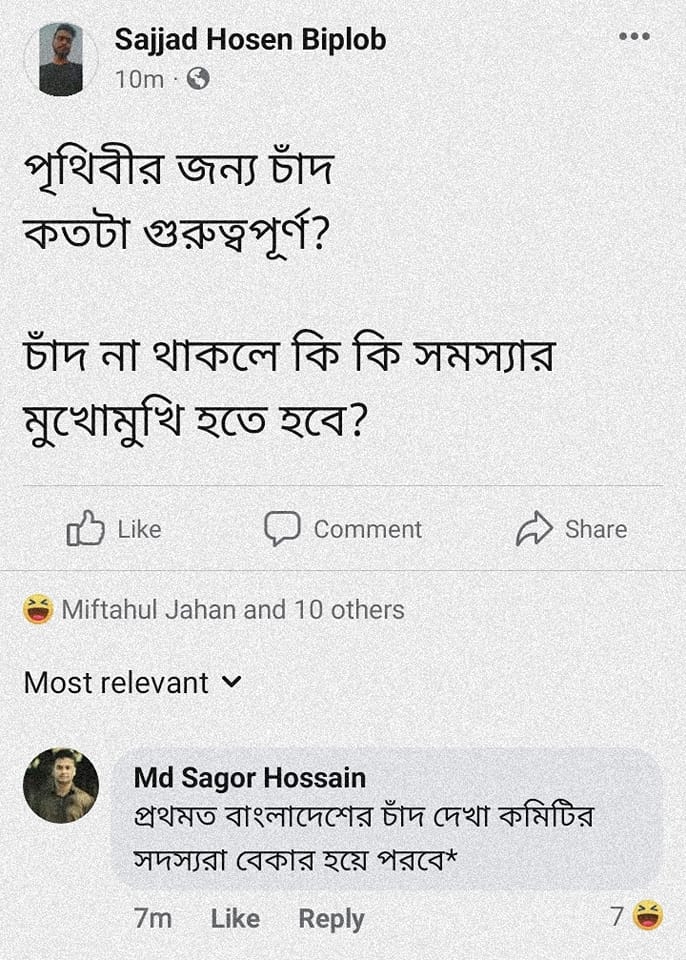 Sajjad Hosen Biplob
10m ·
পৃথিবীর জন্য চাঁদ
কতটা গুরুত্বপূর্ণ?
চাঁদ না থাকলে কি কি সমস্যার
মুখোমুখি হতে হবে?
Like Comment Share
Miftahul Jahan and 10 others
Most relevant
Md Sagor Hossain
প্রথমত বাংলাদেশের চাঁদ দেখা কমিটির
সদস্যরা বেকার হয়ে পরবে*
7m Like Reply 7